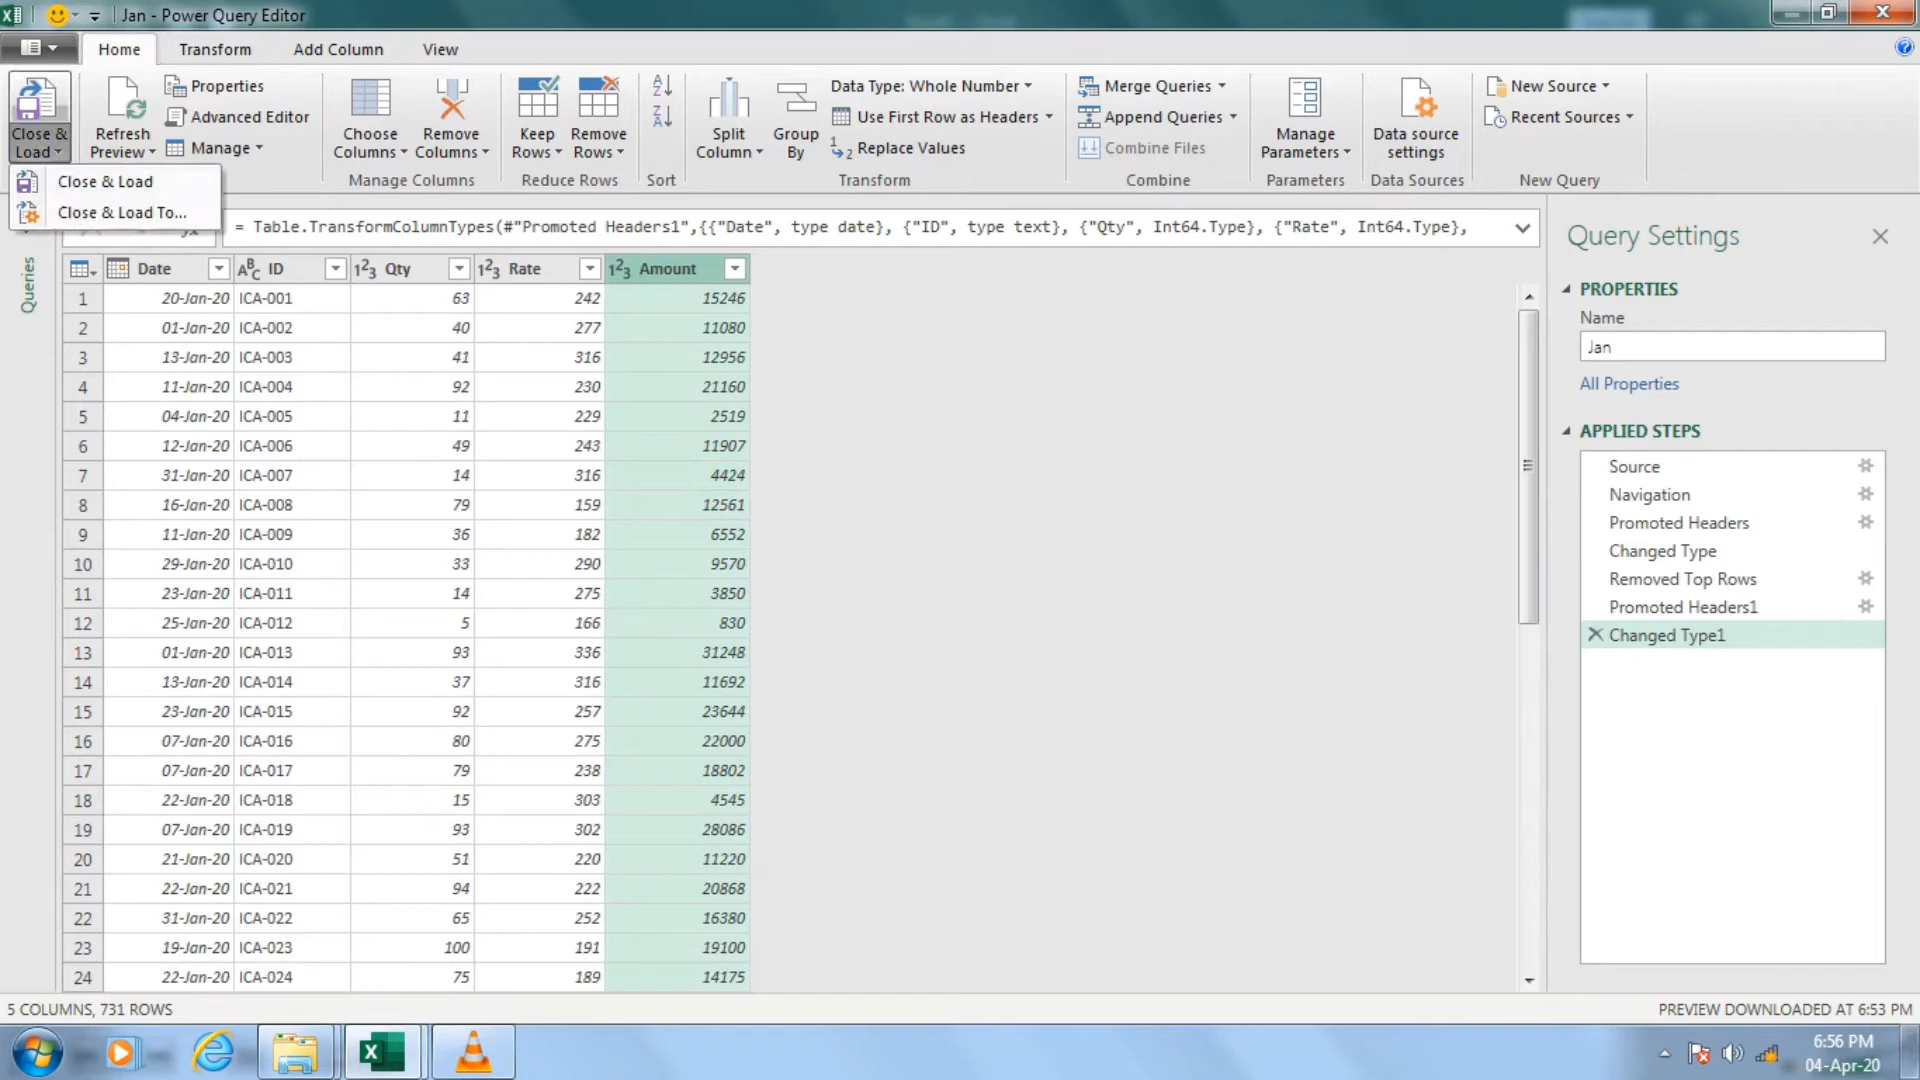 Jan - Power Query Editor
Home Transform Add Column View
Close & Load
Refresh Preview
Properties
Advanced Editor
Manage
Choose Columns
Remove Columns
Manage Columns
Keep Rows
Remove Rows
Reduce Rows
Sort
Split Column
Group By
Data Type: Whole Number
Use First Row as Headers
Replace Values
Transform
Merge Queries
Append Queries
Combine Files
Combine
Manage Parameters
Parameters
Data source settings
Data Sources
New Source
Recent Sources
New Query
Close & Load
Close & Load To...
= Table.TransformColumnTypes(#"Promoted Headers1",{{"Date", type date}, {"ID", type text}, {"Qty", Int64.Type}, {"Rate", Int64.Type},
Queries
Date ID Qty Rate Amount
1 20-Jan-20 ICA-001 63 242 15246
2 01-Jan-20 ICA-002 40 277 11080
3 13-Jan-20 ICA-003 41 316 12956
4 11-Jan-20 ICA-004 92 230 21160
5 04-Jan-20 ICA-005 11 229 2519
6 12-Jan-20 ICA-006 49 243 11907
7 31-Jan-20 ICA-007 14 316 4424
8 16-Jan-20 ICA-008 79 159 12561
9 11-Jan-20 ICA-009 36 182 6552
10 29-Jan-20 ICA-010 33 290 9570
11 23-Jan-20 ICA-011 14 275 3850
12 25-Jan-20 ICA-012 5 166 830
13 01-Jan-20 ICA-013 93 336 31248
14 13-Jan-20 ICA-014 37 316 11692
15 23-Jan-20 ICA-015 92 257 23644
16 07-Jan-20 ICA-016 80 275 22000
17 07-Jan-20 ICA-017 79 238 18802
18 22-Jan-20 ICA-018 15 303 4545
19 07-Jan-20 ICA-019 93 302 28086
20 21-Jan-20 ICA-020 51 220 11220
21 22-Jan-20 ICA-021 94 222 20868
22 31-Jan-20 ICA-022 65 252 16380
23 19-Jan-20 ICA-023 100 191 19100
24 22-Jan-20 ICA-024 75 189 14175
Query Settings
PROPERTIES
Name
Jan
All Properties
APPLIED STEPS
Source
Navigation
Promoted Headers
Changed Type
Removed Top Rows
Promoted Headers1
Changed Type1
5 COLUMNS, 731 ROWS
PREVIEW DOWNLOADED AT 6:53 PM
6:56 PM
04-Apr-20